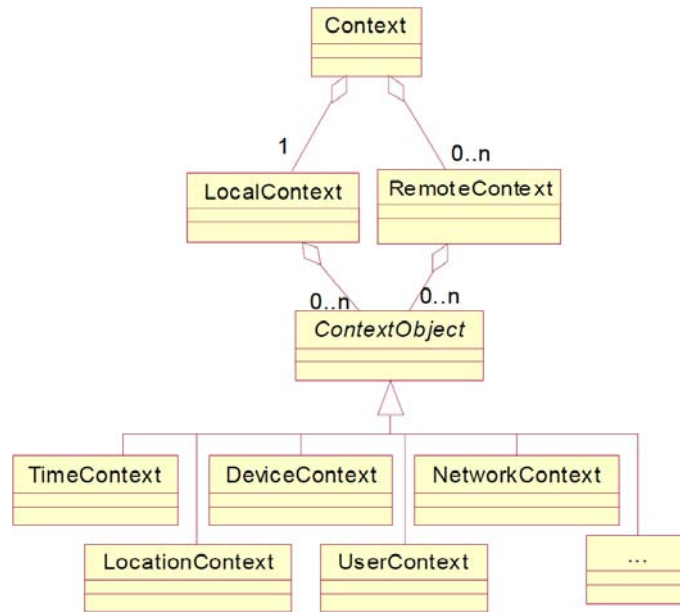 Context
1
0..n
LocalContext
RemoteContext
0..n
0..n
ContextObject
TimeContext
DeviceContext
NetworkContext
LocationContext
UserContext
...